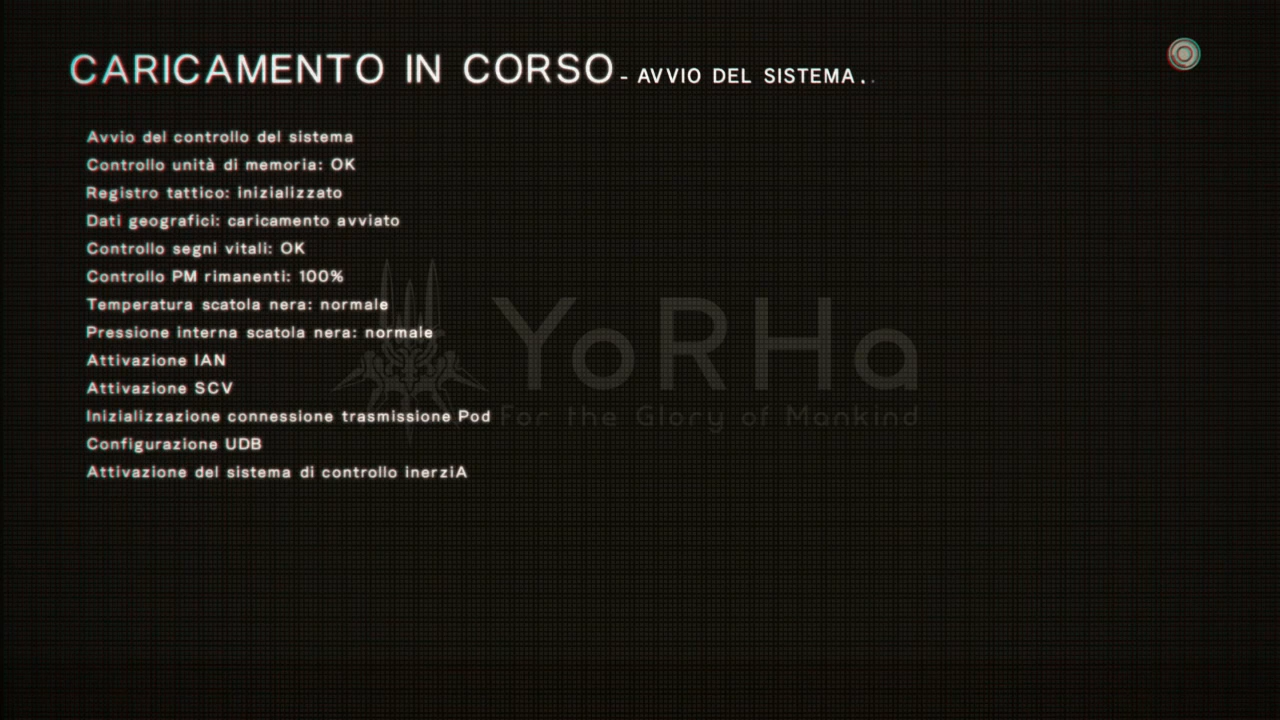 CARICAMENTO IN CORSO - AVVIO DEL SISTEMA..
Avvio del controllo del sistema
Controllo unità di memoria: OK
Registro tattico: inizializzato
Dati geografici: caricamento avviato
Controllo segni vitali: OK
Controllo PM rimanenti: 100%
Temperatura scatola nera: normale
Pressione interna scatola nera: normale
Attivazione IAN
Attivazione SCV
Inizializzazione connessione trasmissione Pod
Configurazione UDB
Attivazione del sistema di controllo inerziA
YoRHa
For the Glory of Mankind